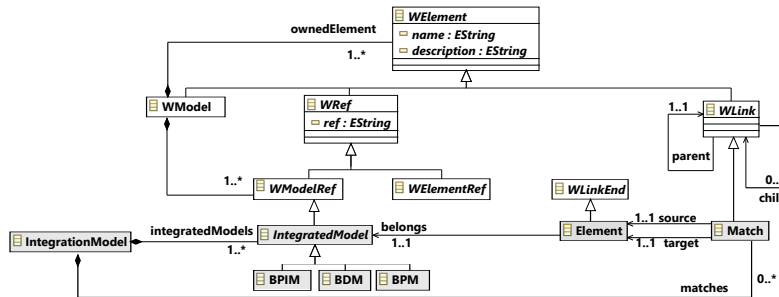 WElement
ownedElement
name : EString
description : EString
1..*
WModel
WRef
ref : EString
WLink
1..1
parent
0..
chil
1..*
WModelRef
WElementRef
WLinkEnd
IntegrationModel
integratedModels
1..*
IntegratedModel
belongs
1..1
Element
1..1 source
1..1 target
Match
BPIM
BDM
BPM
matches
0..*